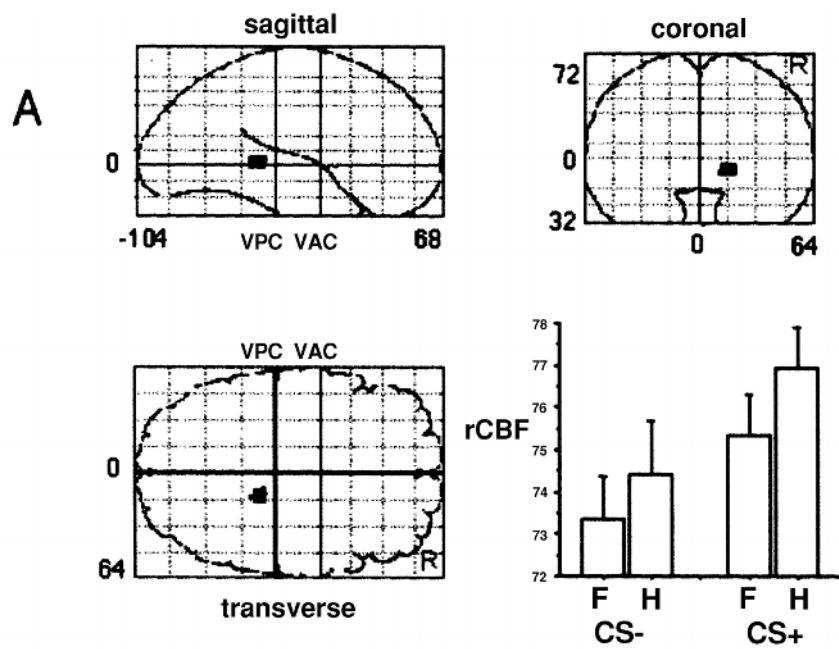 A
sagittal
0
-104
VPC VAC
68
coronal
72
R
0
32
0
64
VPC VAC
0
64
R
transverse
rCBF
78
77
76
75
74
73
72
F H F H
CS- CS+